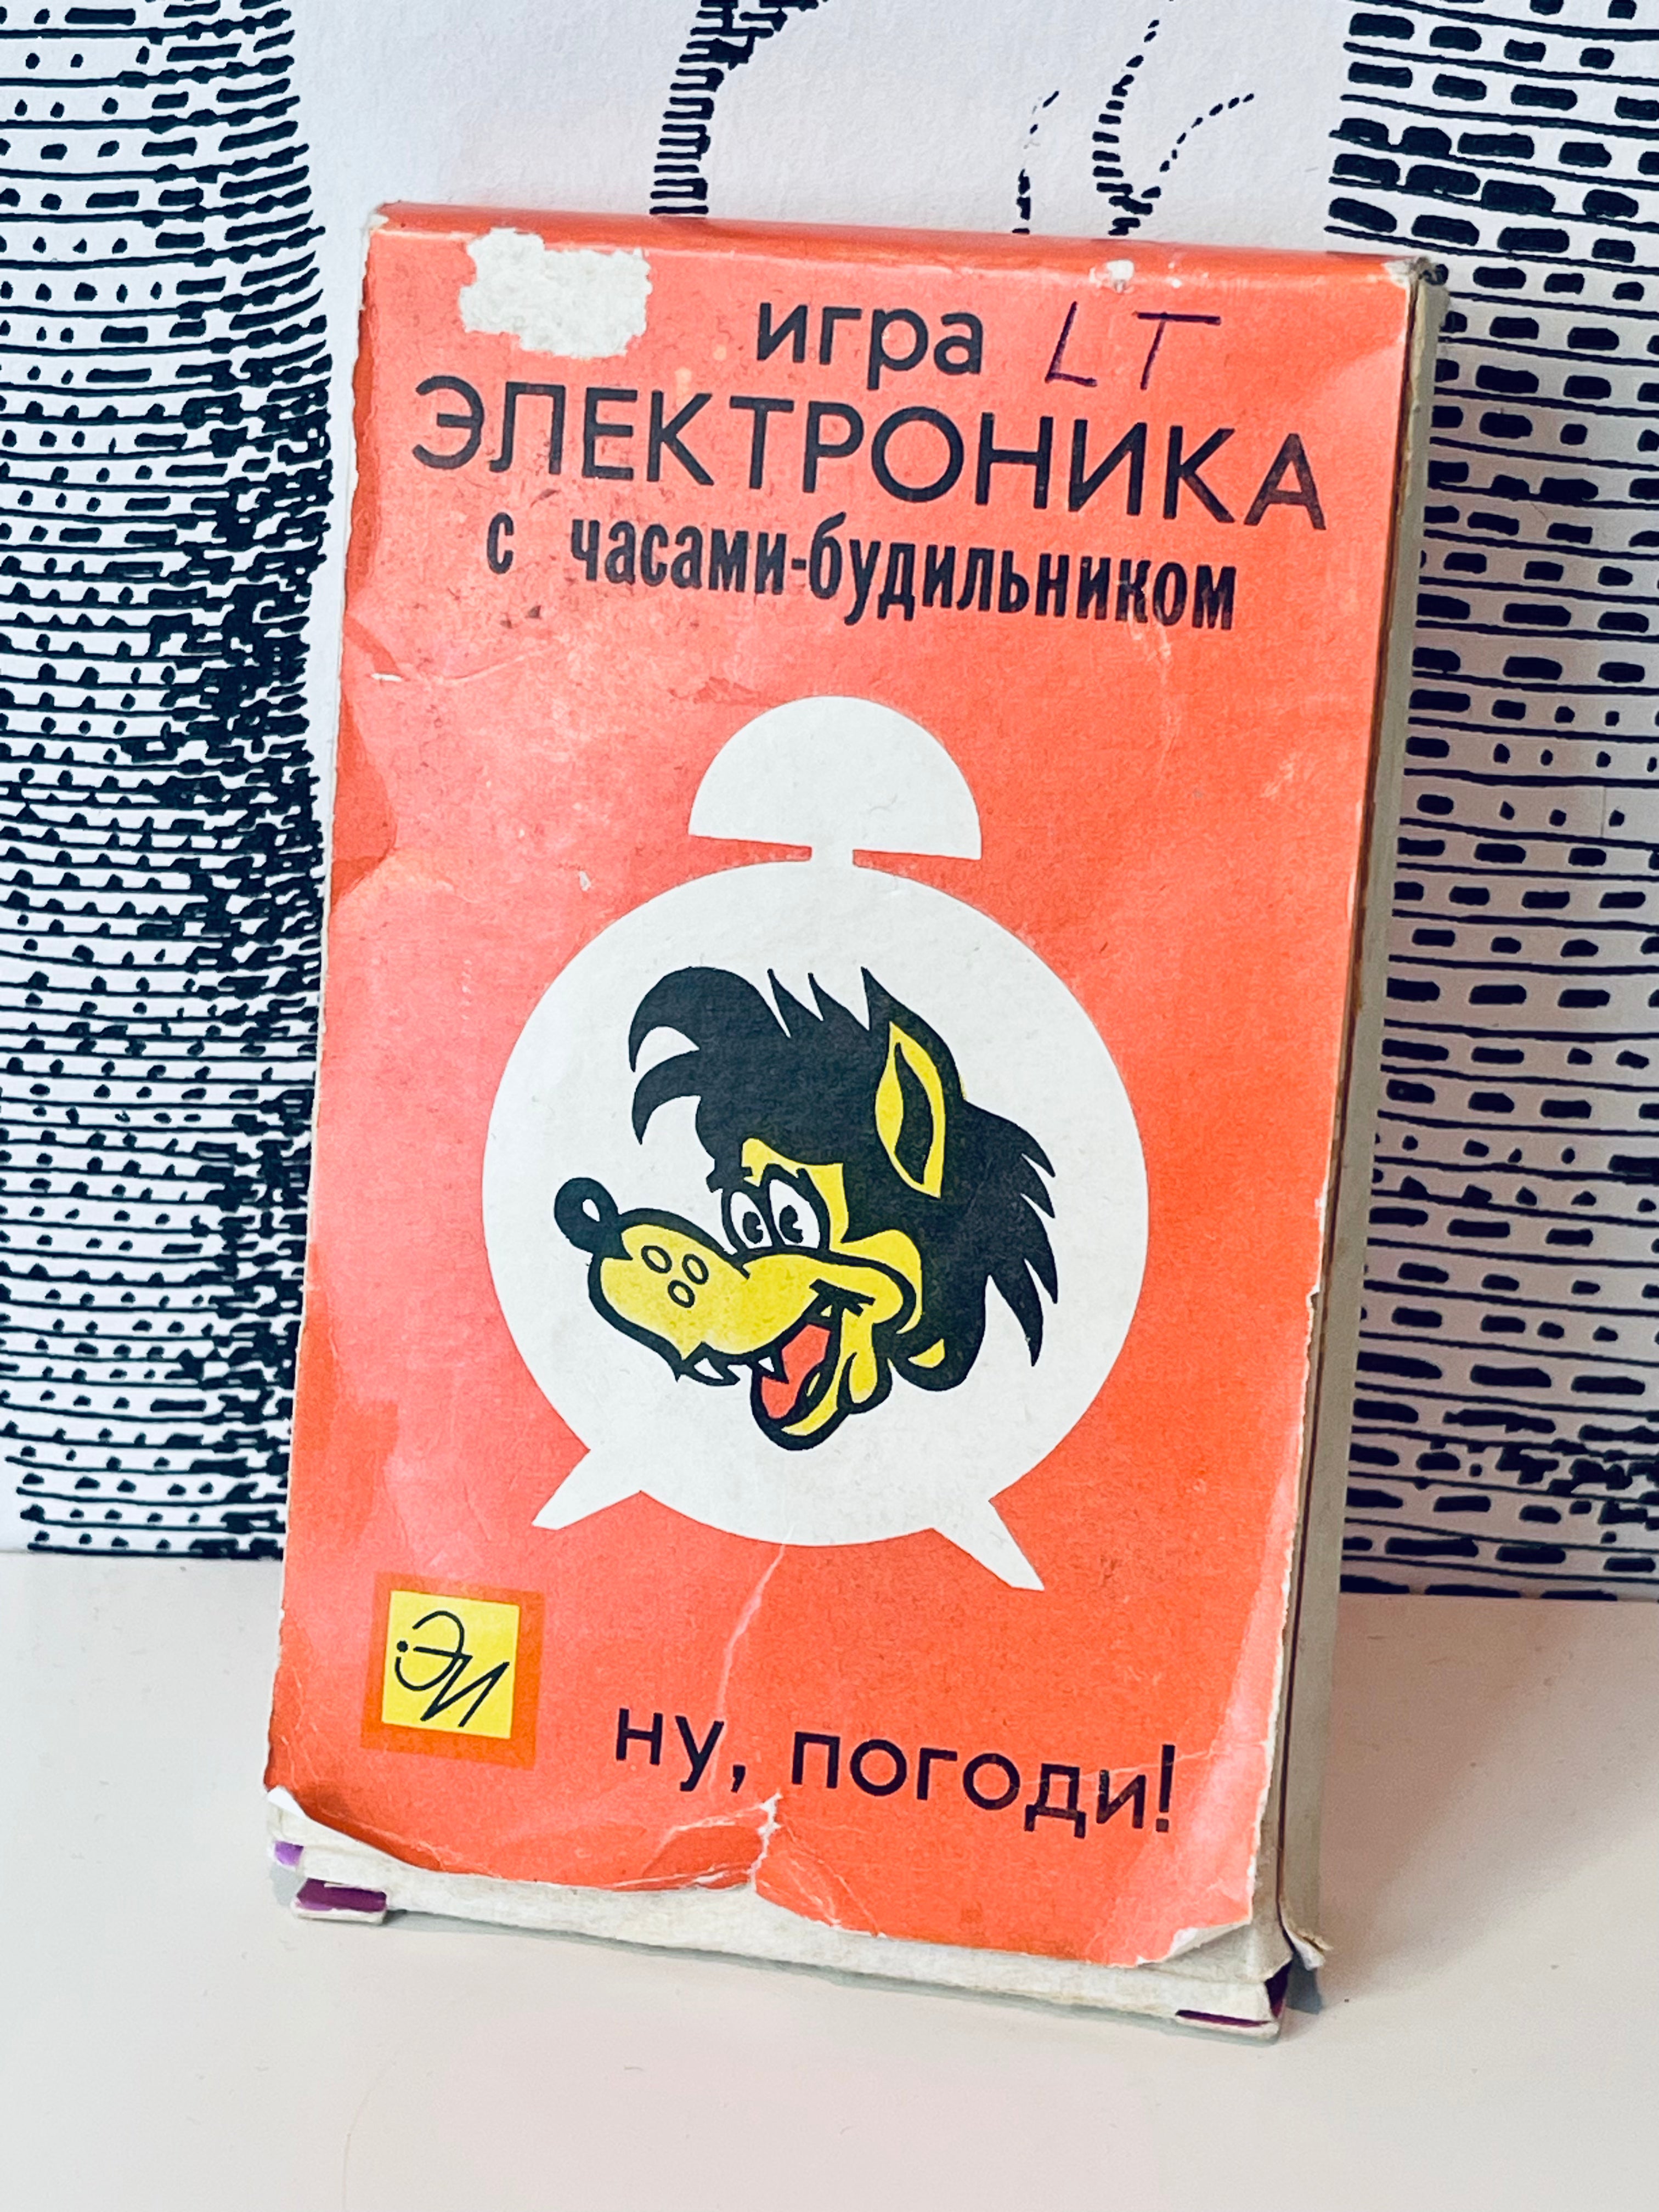 игра LT
ЭЛЕКТРОНИКА
с часами-будильником
ЭИ
ну, погоди!